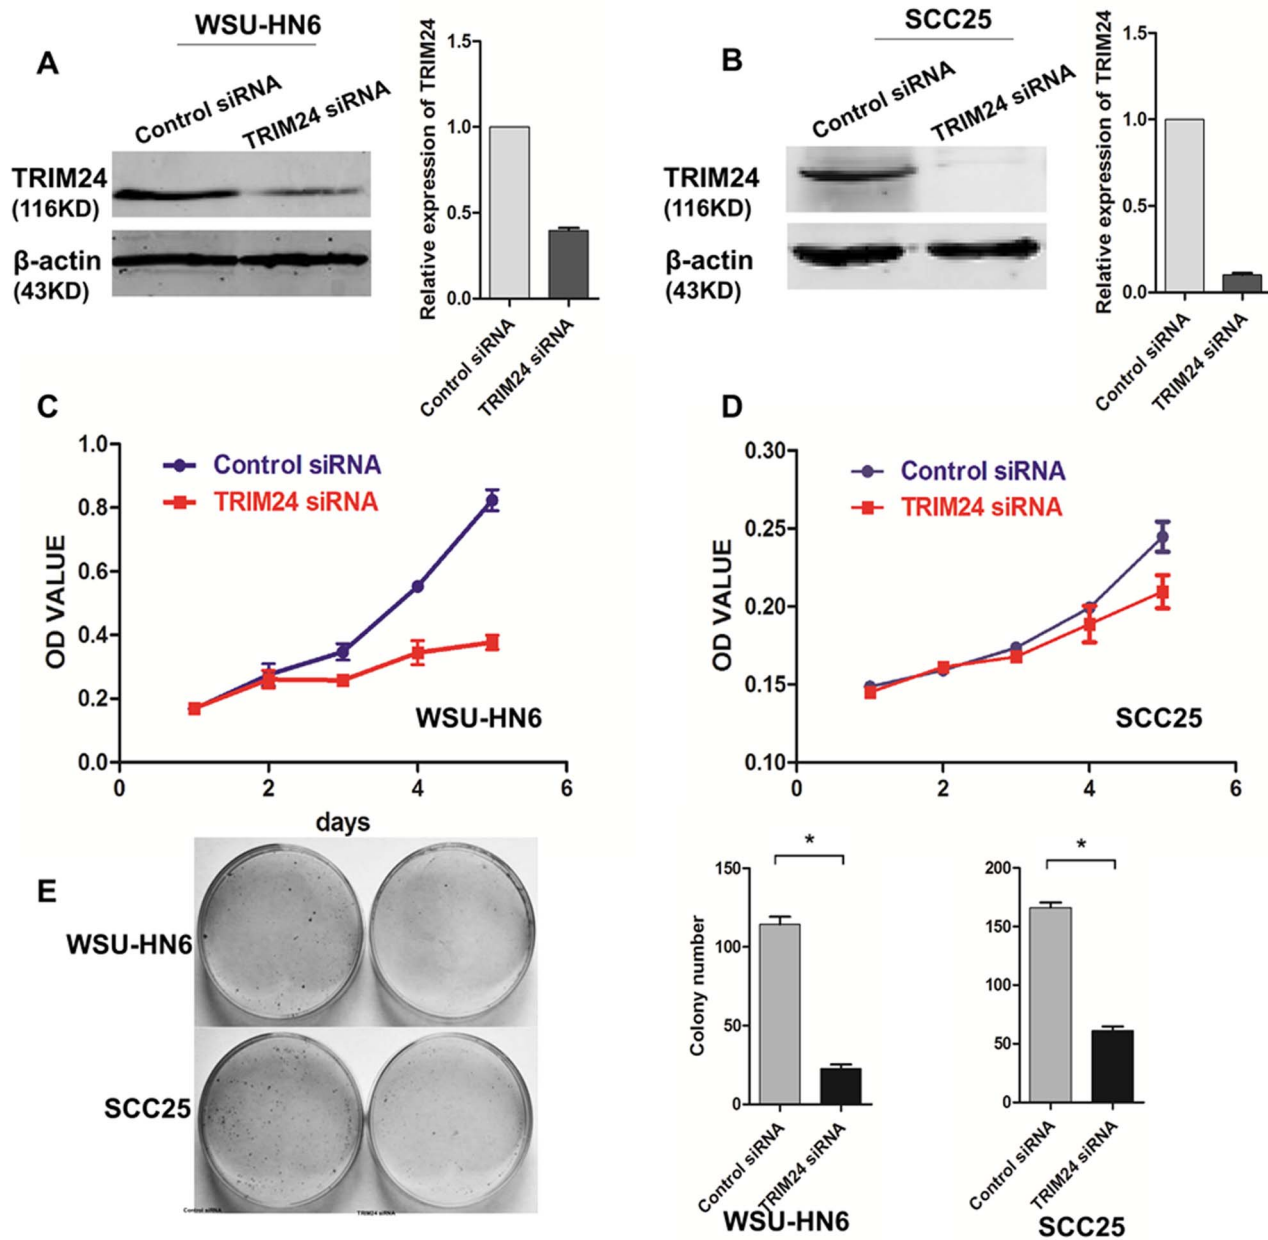 WSU-HN6
SCC25
A
Control siRNA
TRIM24 siRNA
TRIM24
(116KD)
β-actin
(43KD)
Relative expression of TRIM24
1.5
1.0
0.5
0.0
Control siRNA
TRIM24 siRNA
B
Control siRNA
TRIM24 siRNA
TRIM24
(116KD)
β-actin
(43KD)
Relative expression of TRIM24
1.5
1.0
0.5
0.0
Control siRNA
TRIM24 siRNA
C
OD VALUE
1.0
0.8
0.6
0.4
0.2
0.0
Control siRNA
TRIM24 siRNA
WSU-HN6
0 2 4 6
days
D
OD VALUE
0.30
0.25
0.20
0.15
0.10
Control siRNA
TRIM24 siRNA
SCC25
0 2 4 6
E
WSU-HN6
SCC25
Control siRNA
TRIM24 siRNA
Colony number
150
100
50
0
*
Control siRNA
TRIM24 siRNA
WSU-HN6
200
150
100
50
0
*
Control siRNA
TRIM24 siRNA
SCC25